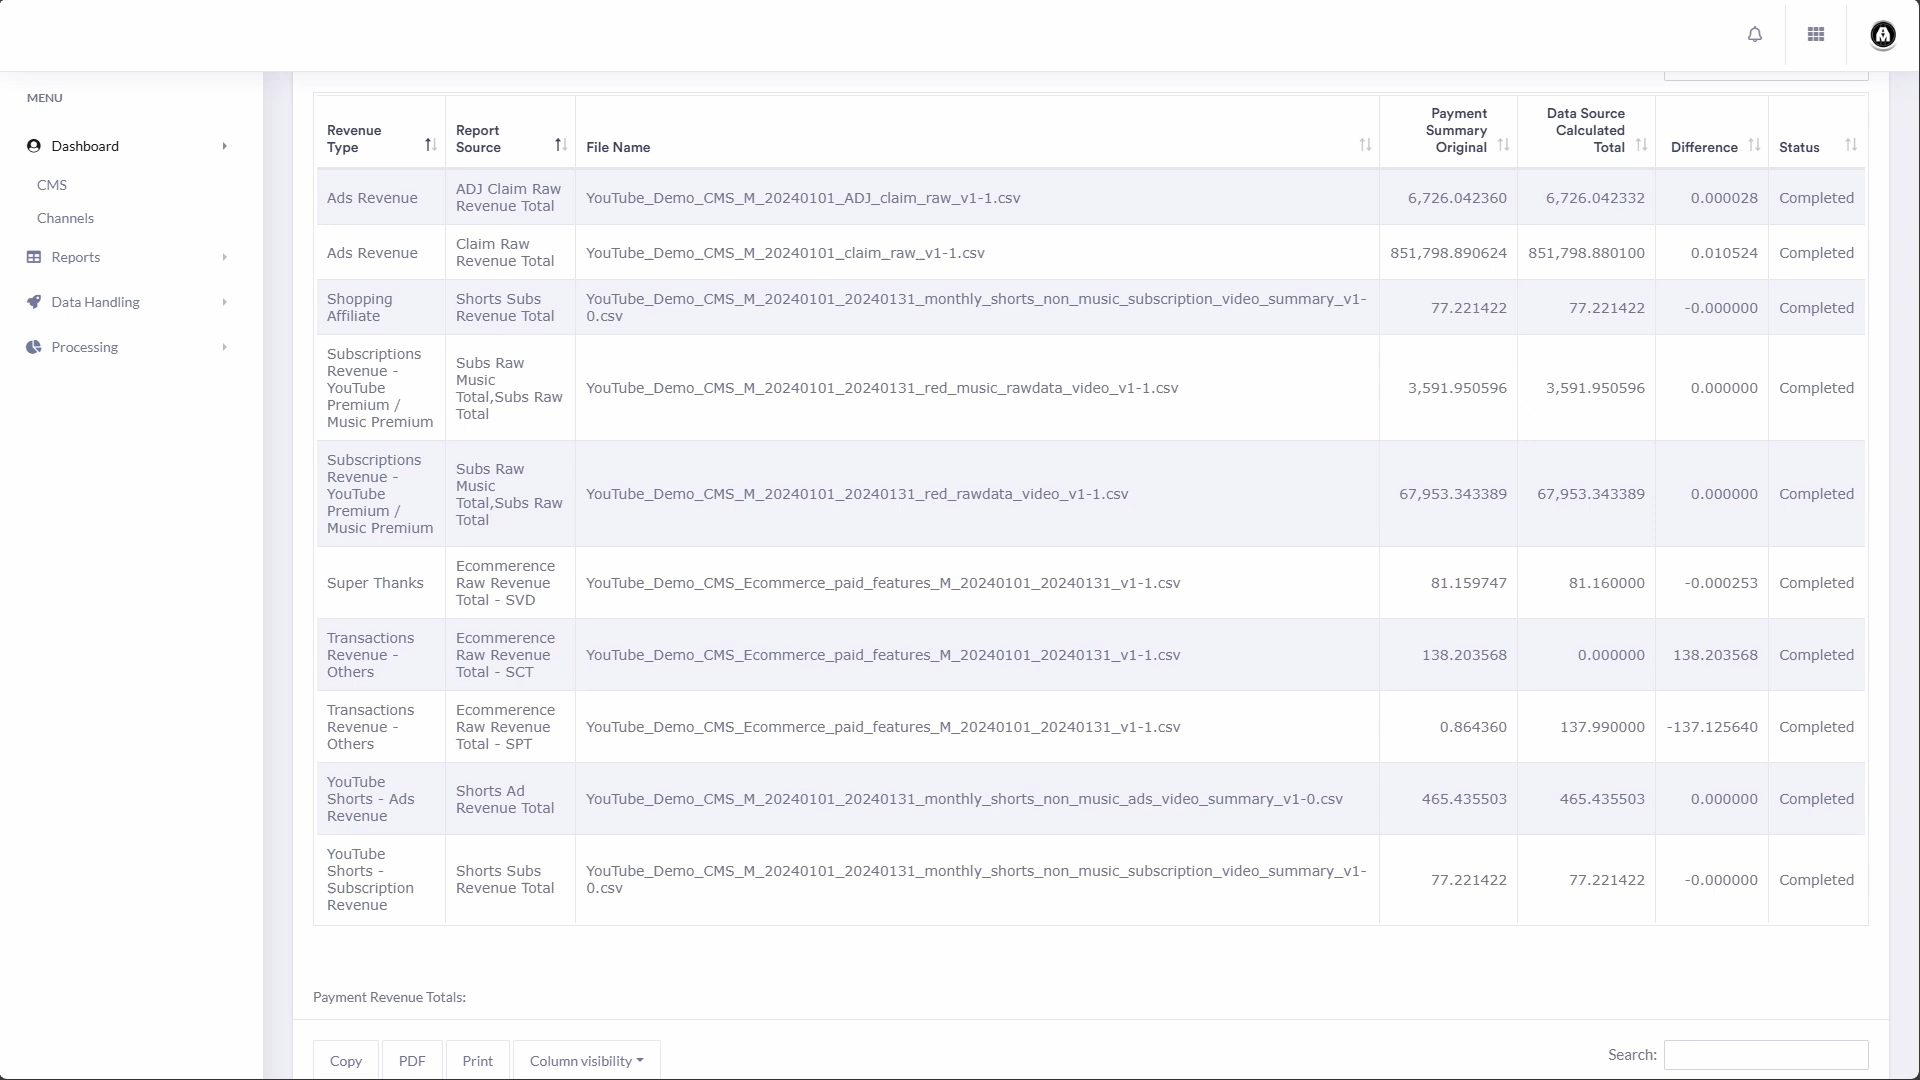 MENU
Dashboard
CMS
Channels
Reports
Data Handling
Processing
Revenue
Type
Report
Source
File Name
Payment
Summary
Original
Data Source
Calculated
Total
Difference
Status
Ads Revenue
ADJ Claim Raw
Revenue Total
YouTube_Demo_CMS_M_20240101_ADJ_claim_raw_v1-1.csv
6,726.042360
6,726.042332
0.000028
Completed
Ads Revenue
Claim Raw
Revenue Total
YouTube_Demo_CMS_M_20240101_claim_raw_v1-1.csv
851,798.890624
851,798.880100
0.010524
Completed
Shopping
Affiliate
Shorts Subs
Revenue Total
YouTube_Demo_CMS_M_20240101_20240131_monthly_shorts_non_music_subscription_video_summary_v1-
0.csv
77.221422
77.221422
-0.000000
Completed
Subscriptions
Revenue -
YouTube
Premium /
Music Premium
Subs Raw
Music
Total,Subs Raw
Total
YouTube_Demo_CMS_M_20240101_20240131_red_music_rawdata_video_v1-1.csv
3,591.950596
3,591.950596
0.000000
Completed
Subscriptions
Revenue -
YouTube
Premium /
Music Premium
Subs Raw
Music
Total,Subs Raw
Total
YouTube_Demo_CMS_M_20240101_20240131_red_rawdata_video_v1-1.csv
67,953.343389
67,953.343389
0.000000
Completed
Super Thanks
Ecommerence
Raw Revenue
Total - SVD
YouTube_Demo_CMS_Ecommerce_paid_features_M_20240101_20240131_v1-1.csv
81.159747
81.160000
-0.000253
Completed
Transactions
Revenue -
Others
Ecommerence
Raw Revenue
Total - SCT
YouTube_Demo_CMS_Ecommerce_paid_features_M_20240101_20240131_v1-1.csv
138.203568
0.000000
138.203568
Completed
Transactions
Revenue -
Others
Ecommerence
Raw Revenue
Total - SPT
YouTube_Demo_CMS_Ecommerce_paid_features_M_20240101_20240131_v1-1.csv
0.864360
137.990000
-137.125640
Completed
YouTube
Shorts - Ads
Revenue
Shorts Ad
Revenue Total
YouTube_Demo_CMS_M_20240101_20240131_monthly_shorts_non_music_ads_video_summary_v1-0.csv
465.435503
465.435503
0.000000
Completed
YouTube
Shorts -
Subscription
Revenue
Shorts Subs
Revenue Total
YouTube_Demo_CMS_M_20240101_20240131_monthly_shorts_non_music_subscription_video_summary_v1-
0.csv
77.221422
77.221422
-0.000000
Completed
Payment Revenue Totals:
Copy
PDF
Print
Column visibility
Search: